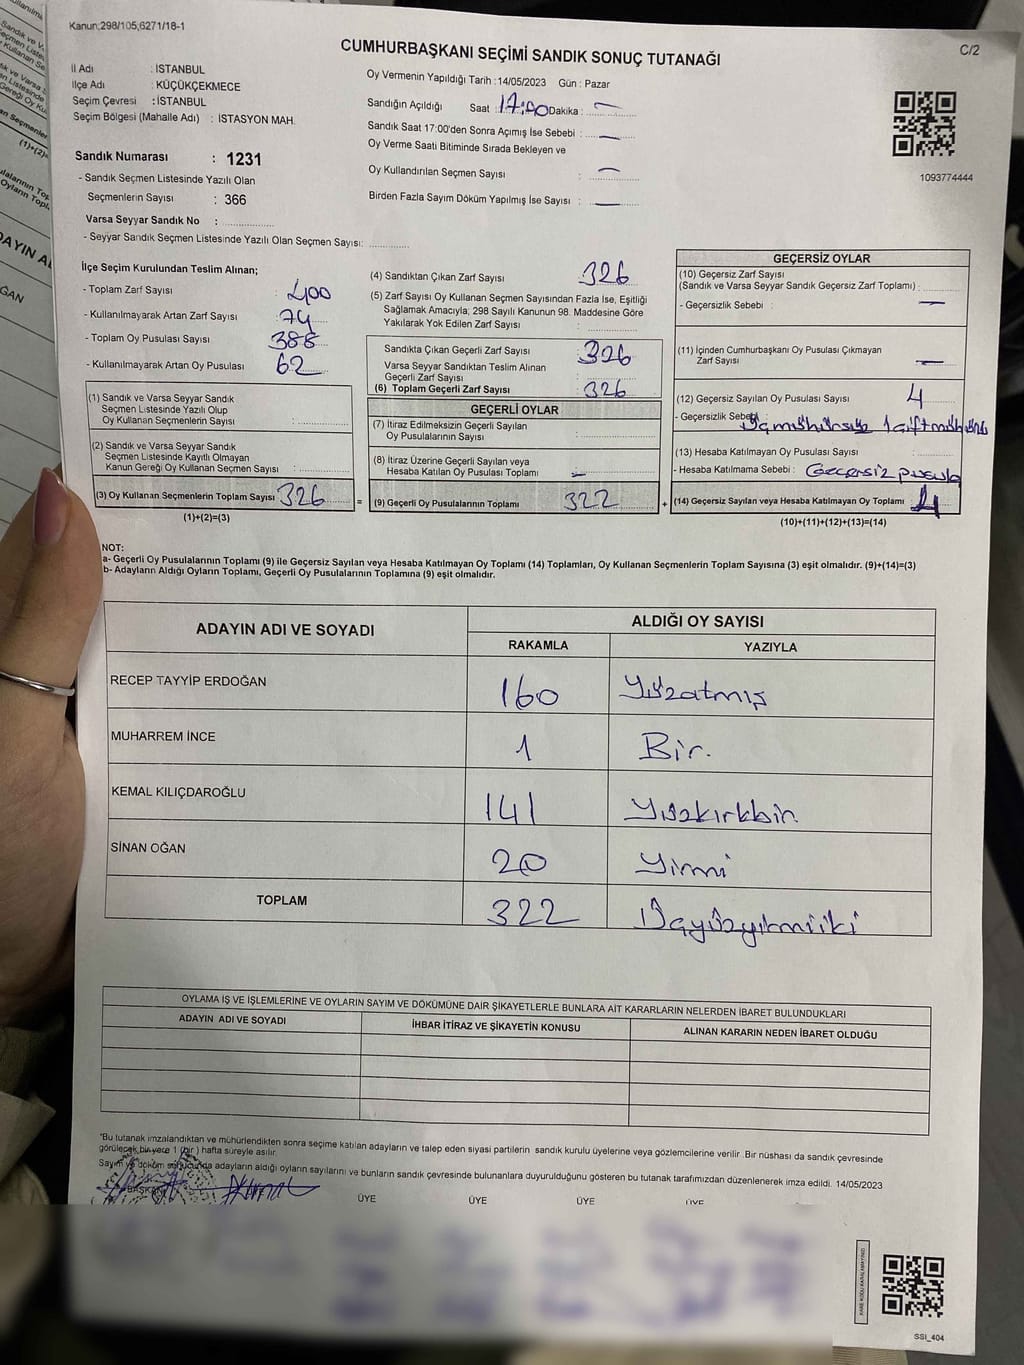 Kanun;298/105;6271/18-1
C/2
CUMHURBAŞKANI SEÇİMİ SANDIK SONUÇ TUTANAĞI
İl Adı : İSTANBUL
İlçe Adı : KÜÇÜKÇEKMECE
Seçim Çevresi : İSTANBUL
Seçim Bölgesi (Mahalle Adı) : İSTASYON MAH.
Sandık Numarası : 1231
- Sandık Seçmen Listesinde Yazılı Olan
Seçmenlerin Sayısı : 366
Varsa Seyyar Sandık No :
- Seyyar Sandık Seçmen Listesinde Yazılı Olan Seçmen Sayısı:
Oy Vermenin Yapıldığı Tarih : 14/05/2023 Gün : Pazar
Sandığın Açıldığı Saat : 17:00 Dakika : —
Sandık Saat 17:00'den Sonra Açımış İse Sebebi : —
Oy Verme Saati Bitiminde Sırada Bekleyen ve
Oy Kullandırılan Seçmen Sayısı : —
Birden Fazla Sayım Döküm Yapılmış İse Sayısı : —
1093774444
İlçe Seçim Kurulundan Teslim Alınan;
- Toplam Zarf Sayısı : 400
- Kullanılmayarak Artan Zarf Sayısı : 74
- Toplam Oy Pusulası Sayısı : 388
- Kullanılmayarak Artan Oy Pusulası : 62
(1) Sandık ve Varsa Seyyar Sandık
Seçmen Listesinde Yazılı Olup
Oy Kullanan Seçmenlerin Sayısı :
(2) Sandık ve Varsa Seyyar Sandık
Seçmen Listesinde Kayıtlı Olmayan
Kanun Gereği Oy Kullanan Seçmen Sayısı :
(3) Oy Kullanan Seçmenlerin Toplam Sayısı : 326
(1)+(2)=(3)
(4) Sandıktan Çıkan Zarf Sayısı : 326
(5) Zarf Sayısı Oy Kullanan Seçmen Sayısından Fazla İse, Eşitliği
Sağlamak Amacıyla; 298 Sayılı Kanunun 98. Maddesine Göre
Yakılarak Yok Edilen Zarf Sayısı :
Sandıkta Çıkan Geçerli Zarf Sayısı : 326
Varsa Seyyar Sandıktan Teslim Alınan
Geçerli Zarf Sayısı
(6) Toplam Geçerli Zarf Sayısı : 326
GEÇERLİ OYLAR
(7) İtiraz Edilmeksizin Geçerli Sayılan
Oy Pusulalarının Sayısı :
(8) İtiraz Üzerine Geçerli Sayılan veya
Hesaba Katılan Oy Pusulası Toplamı : —
= (9) Geçerli Oy Pusulalarının Toplamı : 322
GEÇERSİZ OYLAR
(10) Geçersiz Zarf Sayısı
(Sandık ve Varsa Seyyar Sandık Geçersiz Zarf Toplamı) :
- Geçersizlik Sebebi : —
(11) İçinden Cumhurbaşkanı Oy Pusulası Çıkmayan
Zarf Sayısı : —
(12) Geçersiz Sayılan Oy Pusulası Sayısı : 4
- Geçersizlik Sebebi :
(13) Hesaba Katılmayan Oy Pusulası Sayısı :
- Hesaba Katılmama Sebebi : Geçersiz pusula
+ (14) Geçersiz Sayılan veya Hesaba Katılmayan Oy Toplamı : 4
(10)+(11)+(12)+(13)=(14)
NOT:
a- Geçerli Oy Pusulalarının Toplamı (9) ile Geçersiz Sayılan veya Hesaba Katılmayan Oy Toplamı (14) Toplamları, Oy Kullanan Seçmenlerin Toplam Sayısına (3) eşit olmalıdır. (9)+(14)=(3)
b- Adayların Aldığı Oyların Toplamı, Geçerli Oy Pusulalarının Toplamına (9) eşit olmalıdır.
ADAYIN ADI VE SOYADI
ALDIĞI OY SAYISI
RAKAMLA YAZIYLA
RECEP TAYYİP ERDOĞAN 160 Yüzatmış
MUHARREM İNCE 1 Bir.
KEMAL KILIÇDAROĞLU 141 Yüzkırkbir.
SİNAN OĞAN 20 Yirmi
TOPLAM 322 Üçyüzyirmiiki
OYLAMA İŞ VE İŞLEMLERİNE VE OYLARIN SAYIM VE DÖKÜMÜNE DAİR ŞİKAYETLERLE BUNLARA AİT KARARLARIN NELERDEN İBARET BULUNDUKLARI
ADAYIN ADI VE SOYADI
İHBAR İTİRAZ VE ŞİKAYETİN KONUSU
ALINAN KARARIN NEDEN İBARET OLDUĞU
"Bu tutanak imzalandıktan ve mühürlendikten sonra seçime katılan adayların ve talep eden siyasi partilerin sandık kurulu üyelerine veya gözlemcilerine verilir. Bir nüshası da sandık çevresinde
görülecek bir yere 1 (bir) hafta süreyle asılır.
Sayım ve döküm sonucunda adayların aldığı oyların sayılarını ve bunların sandık çevresinde bulunanlara duyurulduğunu gösteren bu tutanak tarafımızdan düzenlenerek imza edildi. 14/05/2023
BAŞKAN ÜYE ÜYE ÜYE ÜYE
SSI_404